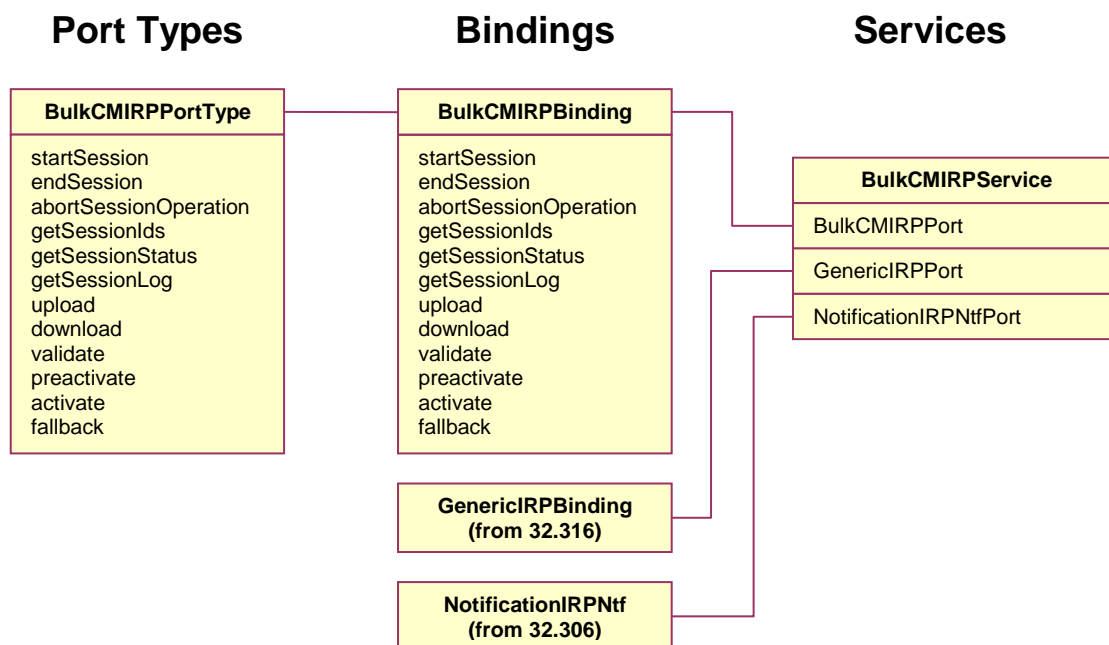 Port Types
Bindings
Services
BulkCMIRPPortType
startSession
endSession
abortSessionOperation
getSessionIds
getSessionStatus
getSessionLog
upload
download
validate
preactivate
activate
fallback
BulkCMIRPBinding
startSession
endSession
abortSessionOperation
getSessionIds
getSessionStatus
getSessionLog
upload
download
validate
preactivate
activate
fallback
GenericIRPBinding
(from 32.316)
NotificationIRPNtf
(from 32.306)
BulkCMIRPService
BulkCMIRPPort
GenericIRPPort
NotificationIRPNtfPort